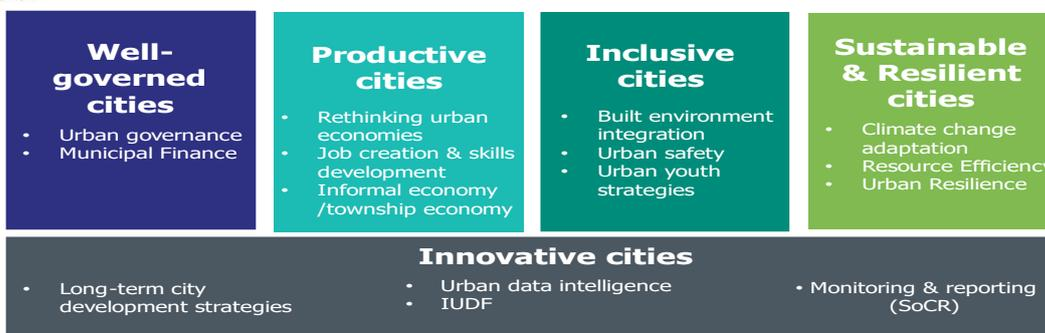 Well-
governed
cities
• Urban governance
• Municipal Finance
Productive
cities
• Rethinking urban
economies
• Job creation & skills
development
• Informal economy
/township economy
Inclusive
cities
• Built environment
integration
• Urban safety
• Urban youth
strategies
Sustainable
& Resilient
cities
• Climate change
adaptation
• Resource Efficiency
• Urban Resilience
Innovative cities
• Long-term city
development strategies
• Urban data intelligence
• IUDF
• Monitoring & reporting
(SoCR)